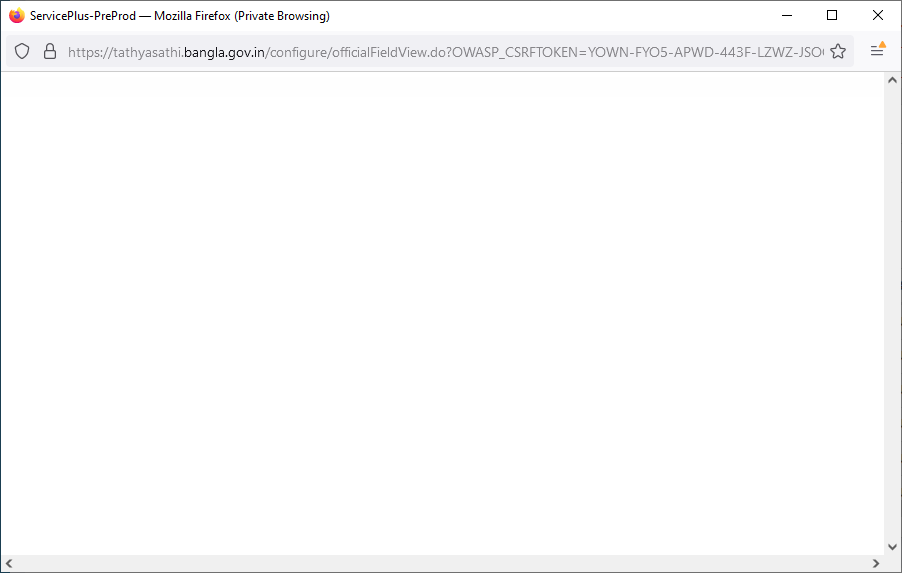 ServicePlus-PreProd — Mozilla Firefox (Private Browsing)
https://tathyasathi.bangla.gov.in/configure/officialFieldView.do?OWASP_CSRFTOKEN=YOWN-FYO5-APWD-443F-LZWZ-JSO